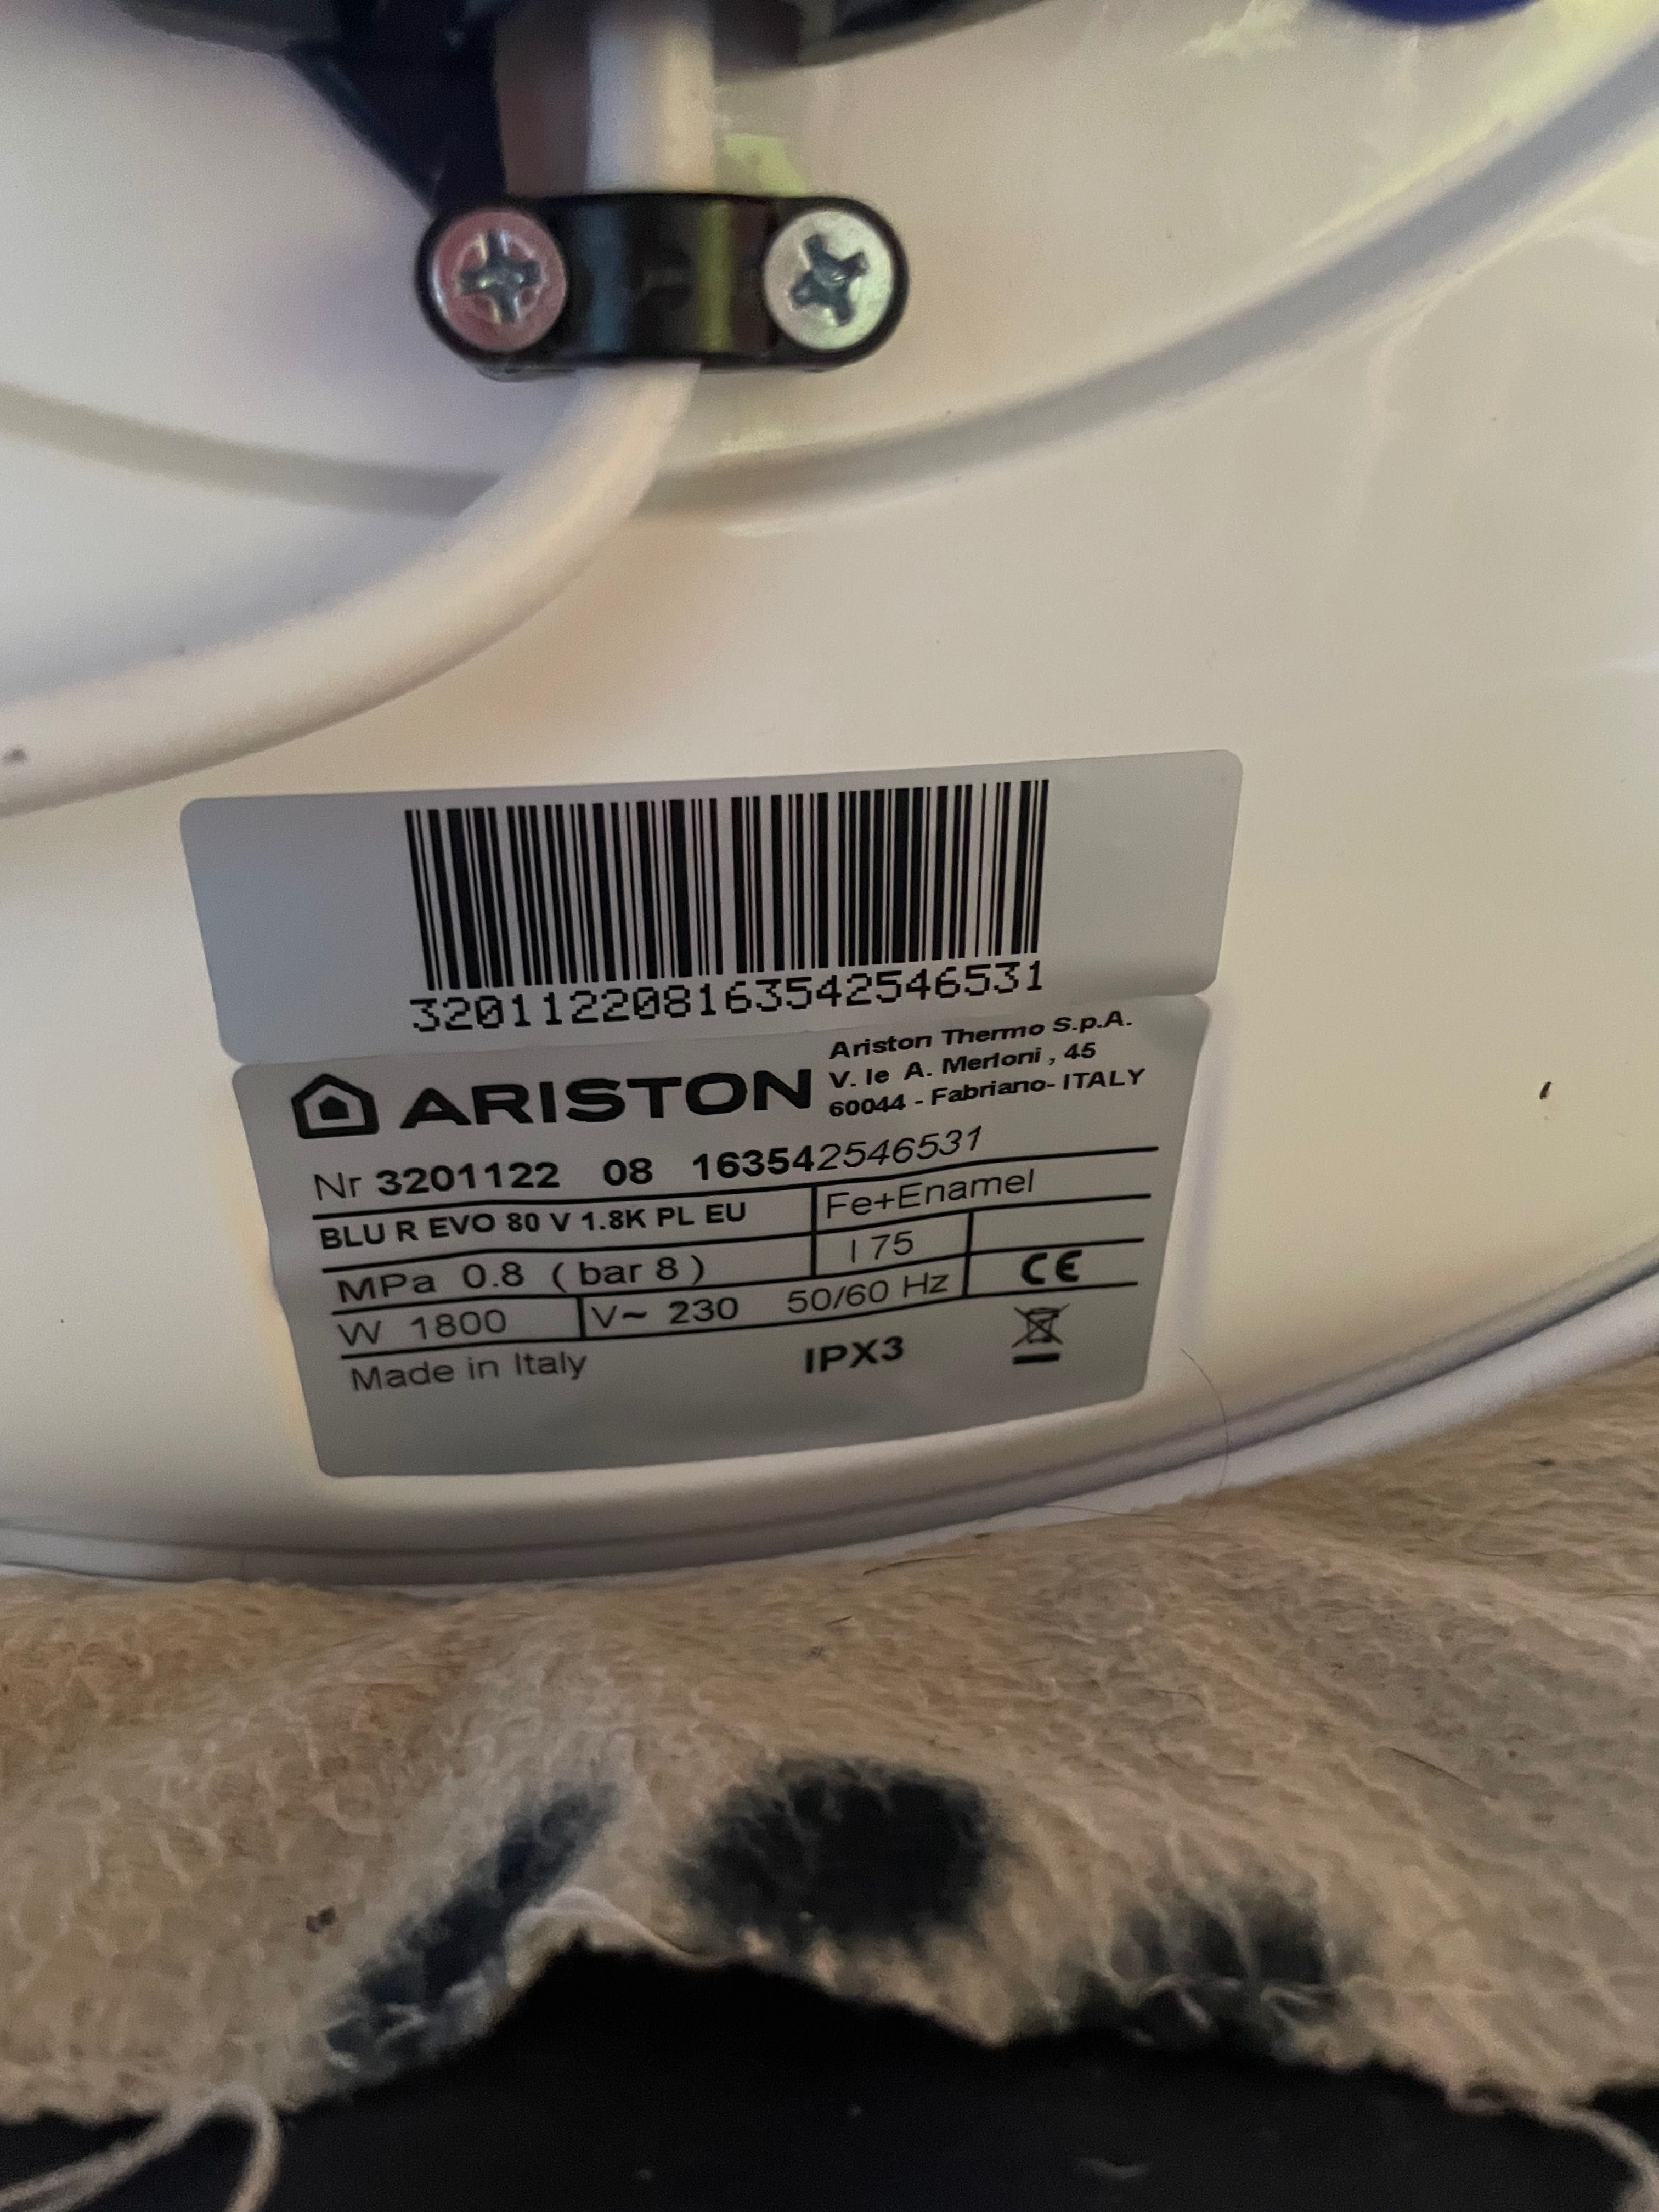 320112208163542546531
ARISTON
Ariston Thermo S.p.A.
V. le A. Merloni , 45
60044 - Fabriano- ITALY
Nr 3201122 08 163542546531
BLU R EVO 80 V 1.8K PL EU
Fe+Enamel
MPa 0.8 ( bar 8 )
l 75
W 1800
V~ 230 50/60 Hz
CE
Made in Italy
IPX3